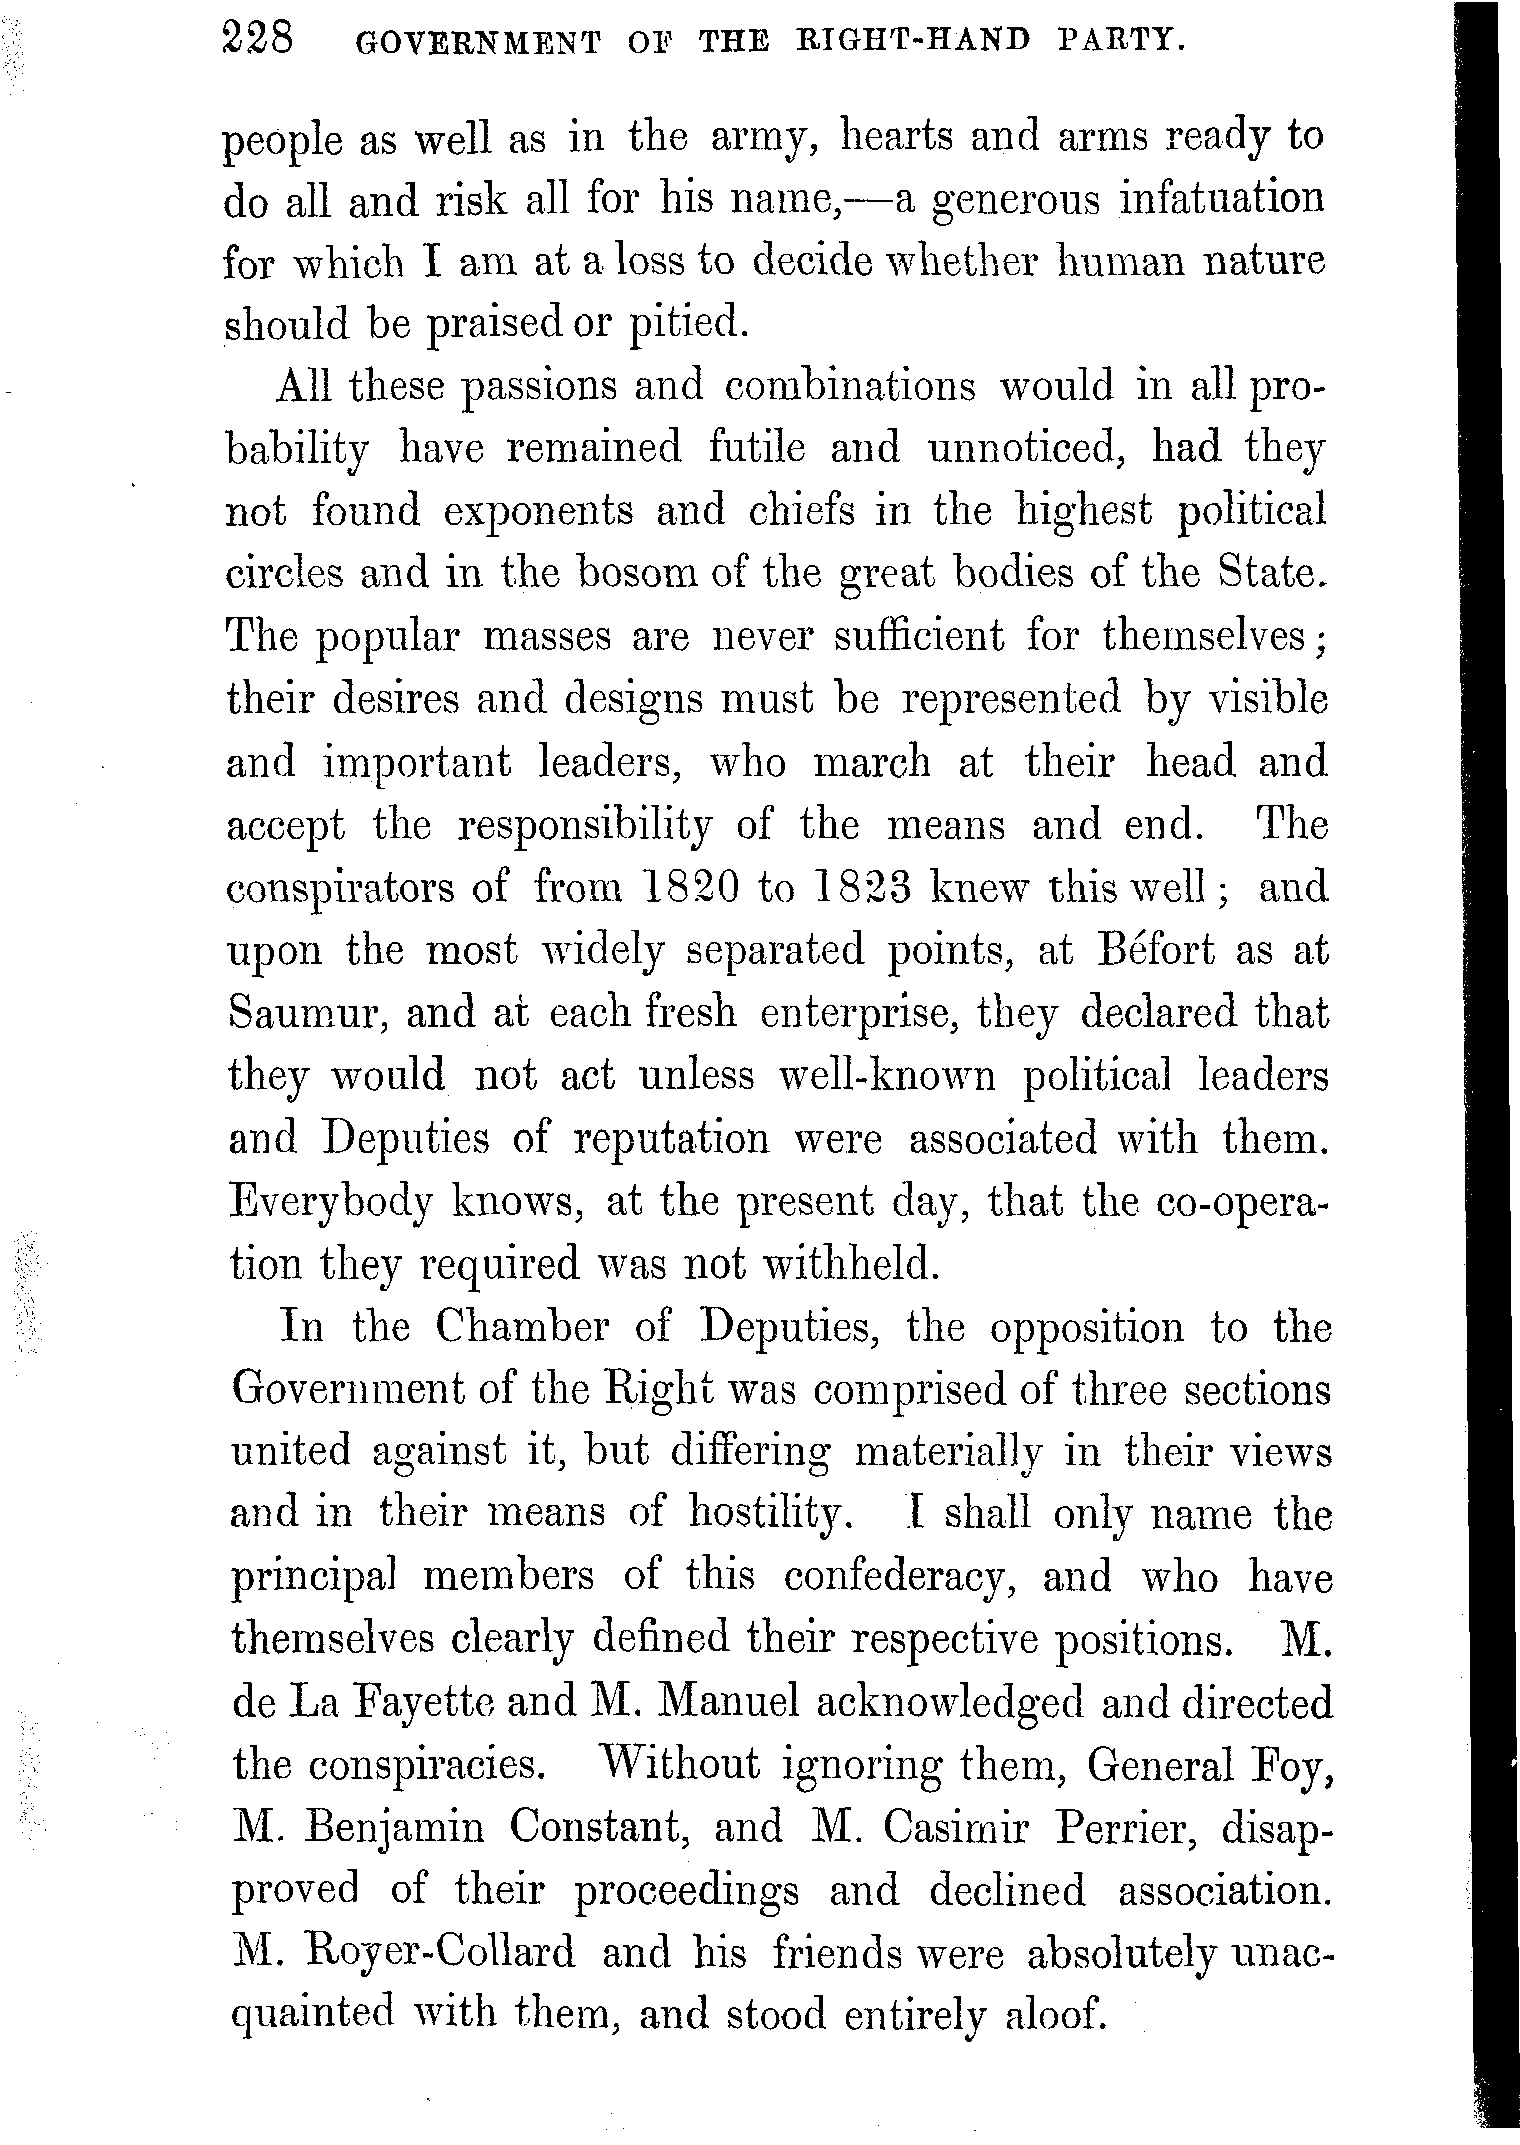 228 GOVERNMENT OF THE RIGHT-HAND PARTY.
people as well as in the army, hearts and arms ready to
do all and risk all for his name,—a generous infatuation
for which I am at a loss to decide whether human nature
should be praised or pitied.
All these passions and combinations would in all pro-
bability have remained futile and unnoticed, had they
not found exponents and chiefs in the highest political
circles and in the bosom of the great bodies of the State.
The popular masses are never sufficient for themselves;
their desires and designs must be represented by visible
and important leaders, who march at their head and
accept the responsibility of the means and end. The
conspirators of from 1820 to 1823 knew this well; and
upon the most widely separated points, at Béfort as at
Saumur, and at each fresh enterprise, they declared that
they would not act unless well-known political leaders
and Deputies of reputation were associated with them.
Everybody knows, at the present day, that the co-opera-
tion they required was not withheld.
In the Chamber of Deputies, the opposition to the
Government of the Right was comprised of three sections
united against it, but differing materially in their views
and in their means of hostility. I shall only name the
principal members of this confederacy, and who have
themselves clearly defined their respective positions. M.
de La Fayette and M. Manuel acknowledged and directed
the conspiracies. Without ignoring them, General Foy,
M. Benjamin Constant, and M. Casimir Perrier, disap-
proved of their proceedings and declined association.
M. Royer-Collard and his friends were absolutely unac-
quainted with them, and stood entirely aloof.